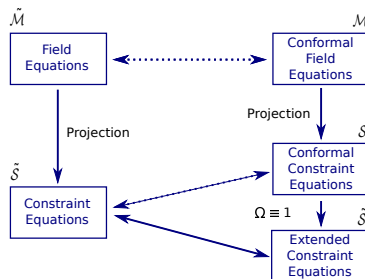 ℳ̃
ℳ
Field
Equations
Conformal
Field
Equations
Projection
Projection
𝒮
Conformal
Constraint
Equations
𝒮̃
Constraint
Equations
Ω ≡ 1
𝒮̃
Extended
Constraint
Equations